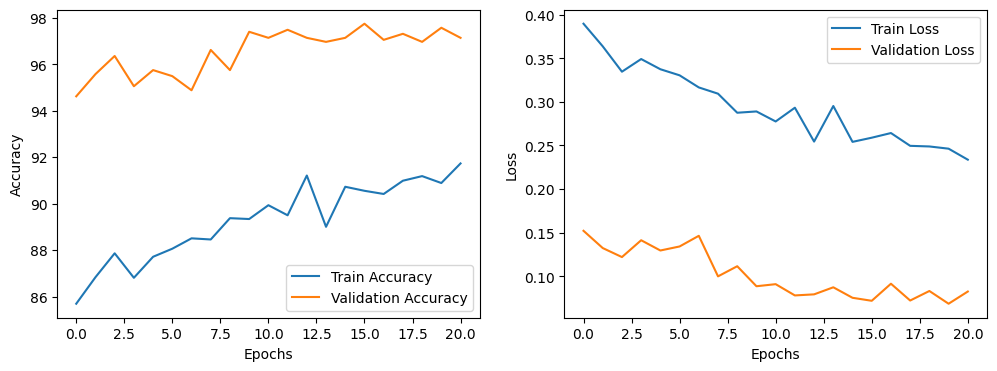 98
96
94
92
90
88
86
Accuracy
0.0 2.5 5.0 7.5 10.0 12.5 15.0 17.5 20.0
Epochs
Train Accuracy
Validation Accuracy
0.40
0.35
0.30
0.25
0.20
0.15
0.10
Loss
0.0 2.5 5.0 7.5 10.0 12.5 15.0 17.5 20.0
Epochs
Train Loss
Validation Loss